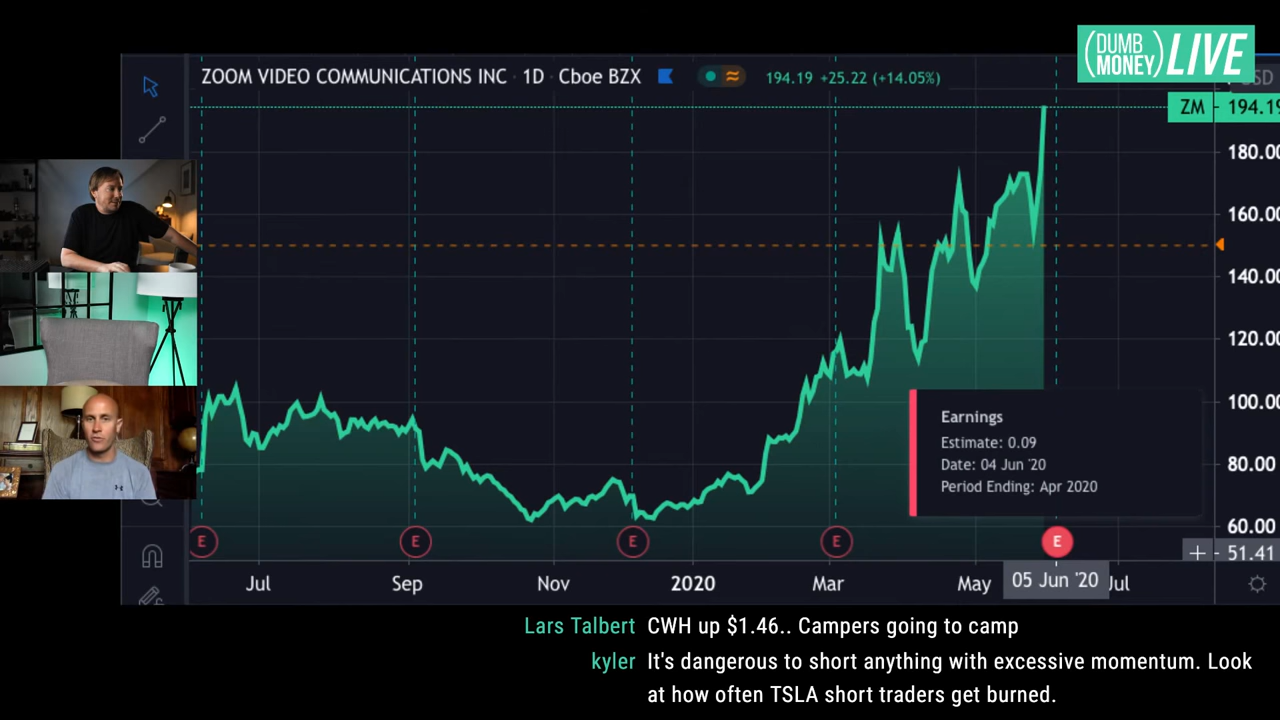 (DUMB MONEY) LIVE
ZOOM VIDEO COMMUNICATIONS INC · 1D · Cboe BZX 194.19 +25.22 (+14.05%)
USD
ZM 194.19
180.00
160.00
140.00
120.00
100.00
80.00
60.00
51.41
Earnings
Estimate: 0.09
Date: 04 Jun '20
Period Ending: Apr 2020
E E E E E
Jul Sep Nov 2020 Mar May 05 Jun '20 Jul
Lars Talbert CWH up $1.46.. Campers going to camp
kyler It's dangerous to short anything with excessive momentum. Look
at how often TSLA short traders get burned.